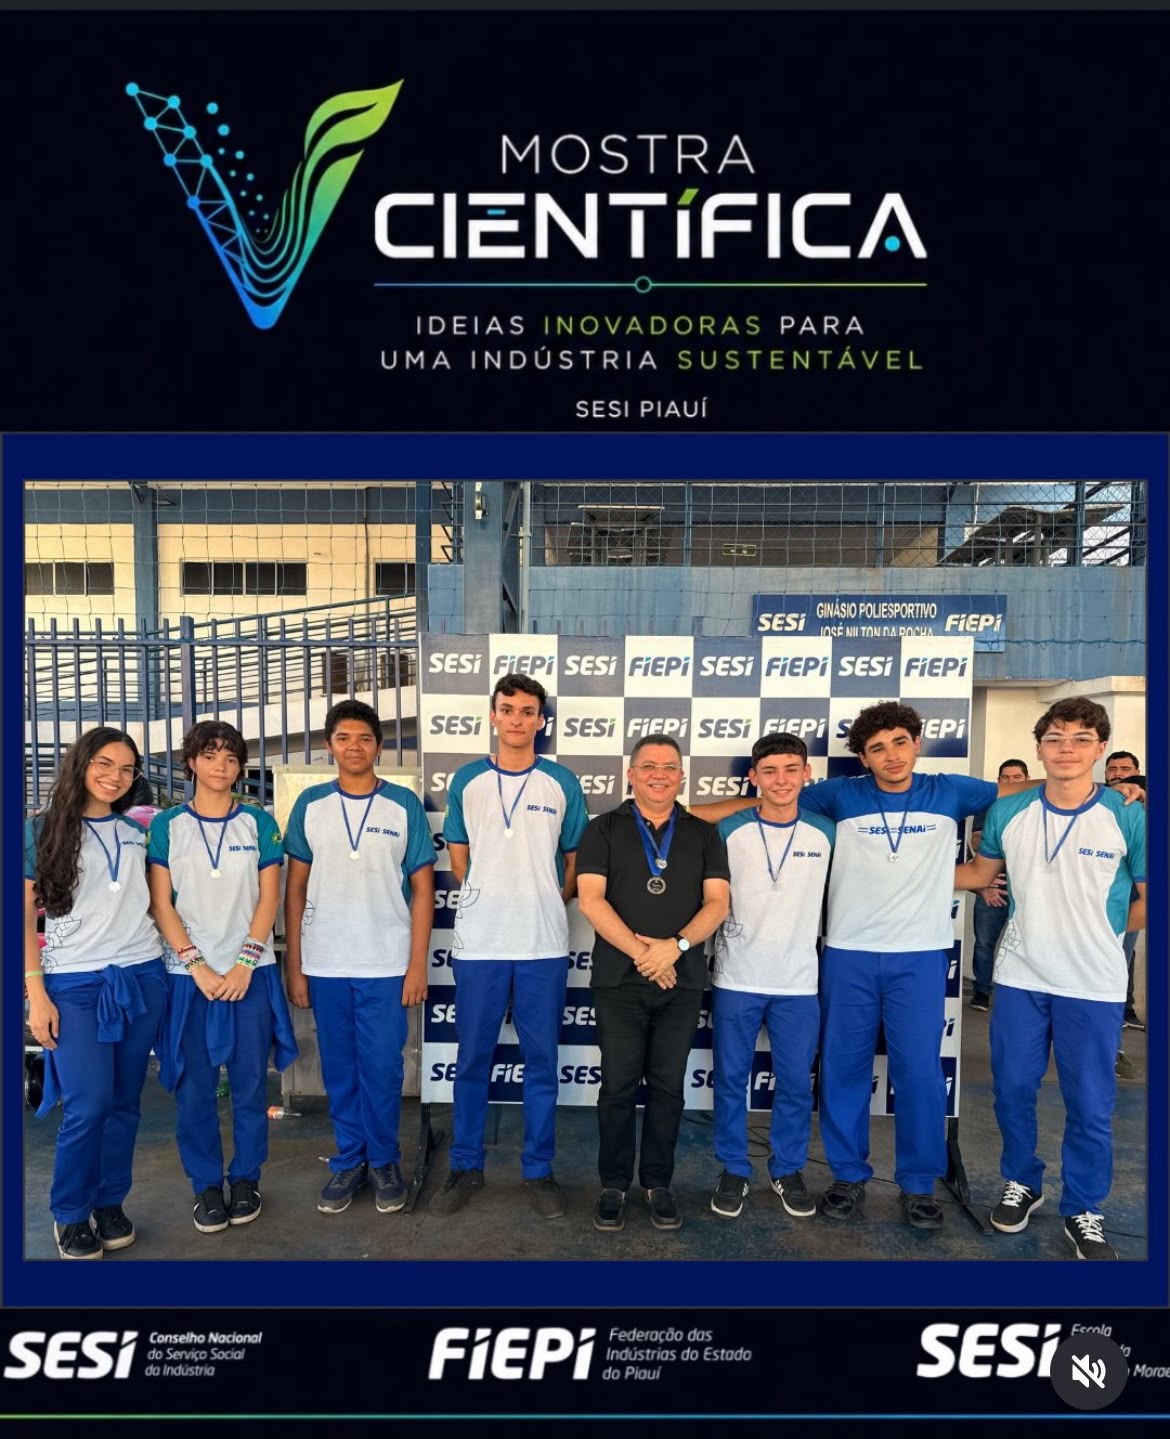 MOSTRA
CIENTÍFICA
IDEIAS INOVADORAS PARA
UMA INDÚSTRIA SUSTENTÁVEL
SESI PIAUÍ
SESI GINÁSIO POLIESPORTIVO FIEPI
JOSÉ NILTON DA ROCHA
SESI FIEPI SESI FIEPI SESI FIEPI SESI FIEPI
SESI SESI FIEPI SESI FIEPI
SESI SESI
SESI SENAI
SESI SENAI
SESI SENAI
SESI SENAI
SESI SENAI
SESI SENAI
SESI Conselho Nacional
do Serviço Social
da Indústria
FIEPI Federação das
Indústrias do Estado
do Piauí
SESI Escola